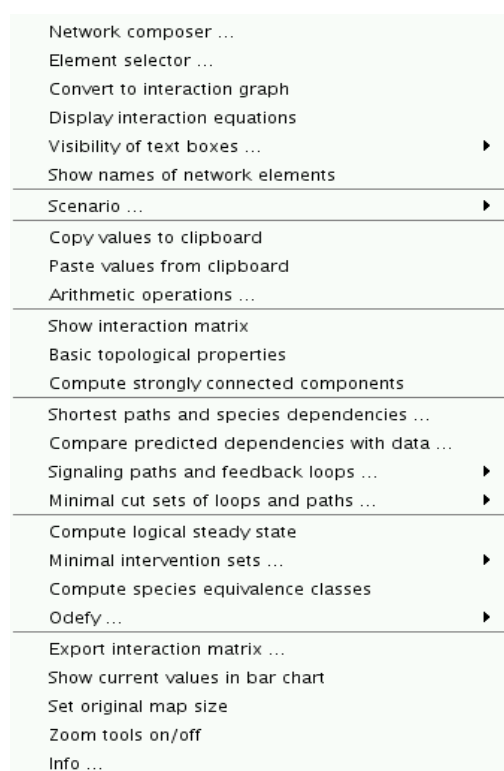 Network composer ...
Element selector ...
Convert to interaction graph
Display interaction equations
Visibility of text boxes ...
Show names of network elements
Scenario ...
Copy values to clipboard
Paste values from clipboard
Arithmetic operations ...
Show interaction matrix
Basic topological properties
Compute strongly connected components
Shortest paths and species dependencies ...
Compare predicted dependencies with data ...
Signaling paths and feedback loops ...
Minimal cut sets of loops and paths ...
Compute logical steady state
Minimal intervention sets ...
Compute species equivalence classes
Odefy ...
Export interaction matrix ...
Show current values in bar chart
Set original map size
Zoom tools on/off
Info ...